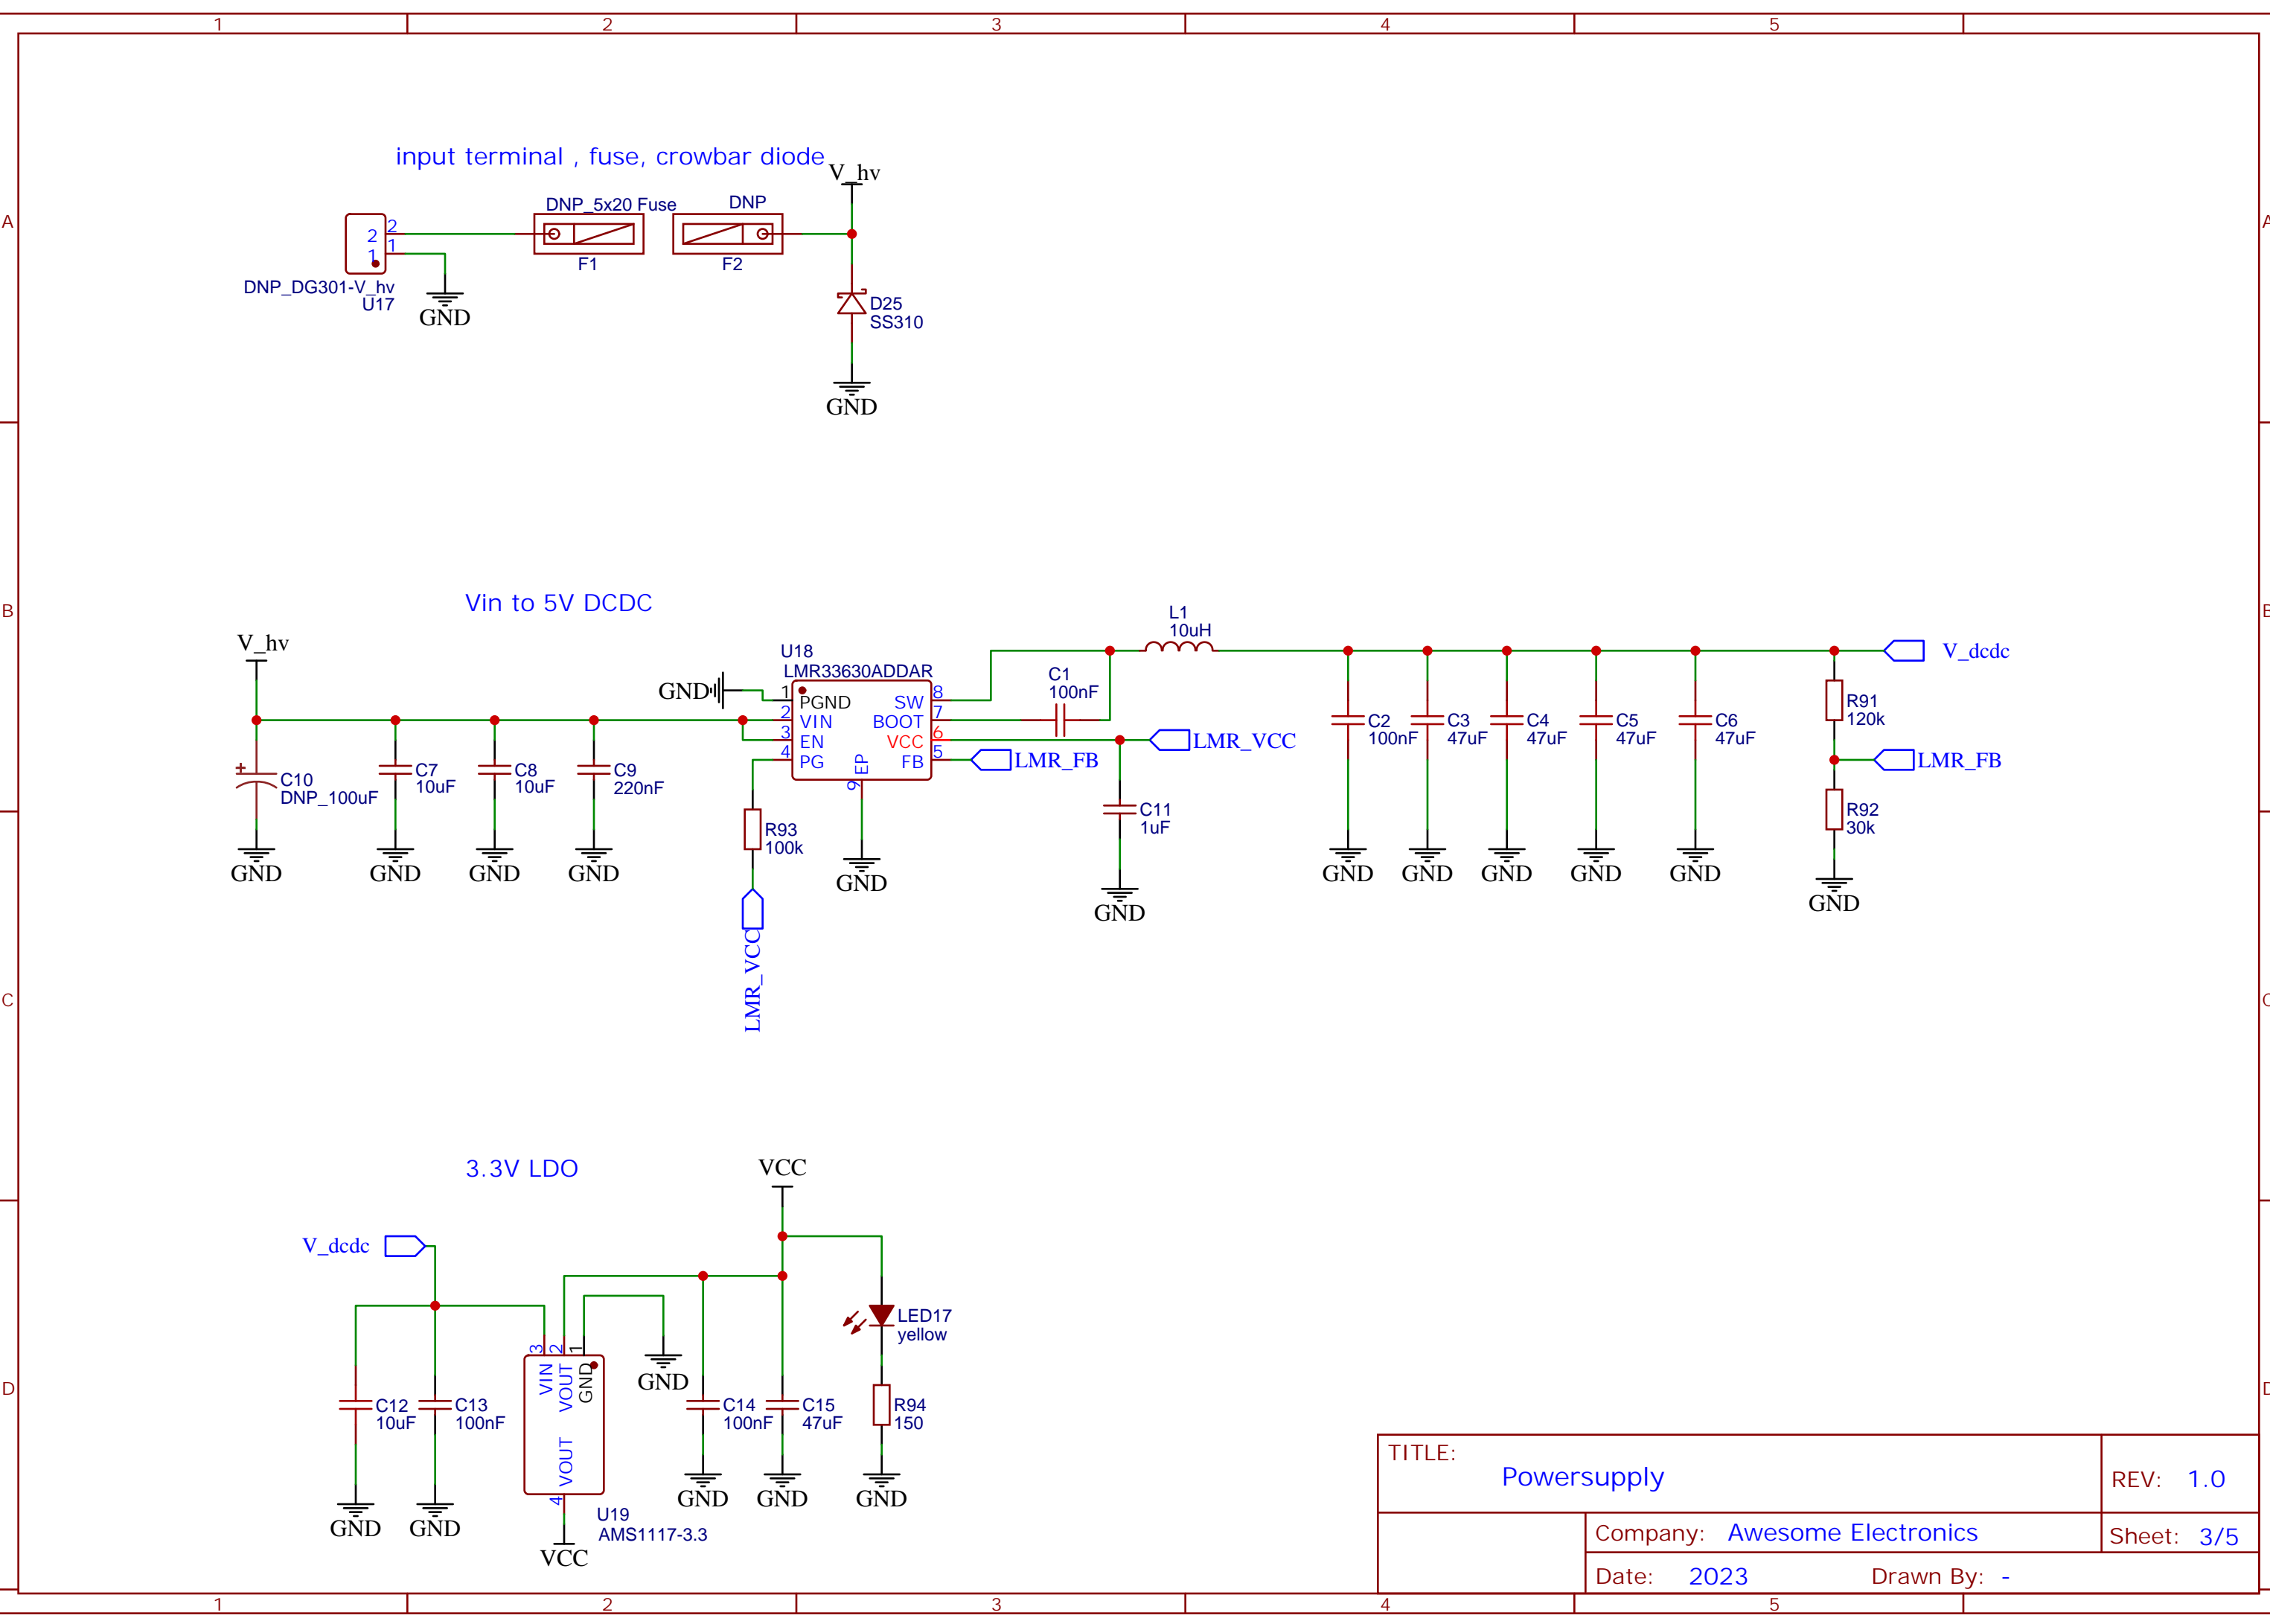 1 2 3 4 5
A A
input terminal , fuse, crowbar diode
V_hv
DNP_5x20 Fuse
DNP
2 2
1 1
F1
F2
DNP_DG301-V_hv
U17
GND
D25
SS310
GND
B
Vin to 5V DCDC
V_hv
C10
DNP_100uF
GND
C7
10uF
GND
C8
10uF
GND
C9
220nF
GND
GND
U18
LMR33630ADDAR
1 PGND
2 VIN
3 EN
4 PG
SW 8
BOOT 7
VCC 6
FB 5
EP 9
GND
R93
100k
LMR_VCC
C1
100nF
L1
10uH
LMR_VCC
LMR_FB
C11
1uF
GND
C2
100nF
GND
C3
47uF
GND
C4
47uF
GND
C5
47uF
GND
C6
47uF
GND
V_dcdc
R91
120k
LMR_FB
R92
30k
GND
C
3.3V LDO
VCC
V_dcdc
C12
10uF
GND
C13
100nF
GND
3 VIN
2 VOUT
1 GND
VOUT 4
GND
U19
AMS1117-3.3
VCC
C14
100nF
GND
C15
47uF
GND
LED17
yellow
R94
150
GND
D
TITLE:
Powersupply
REV: 1.0
Company: Awesome Electronics
Sheet: 3/5
Date: 2023
Drawn By: -
1 2 3 4 5